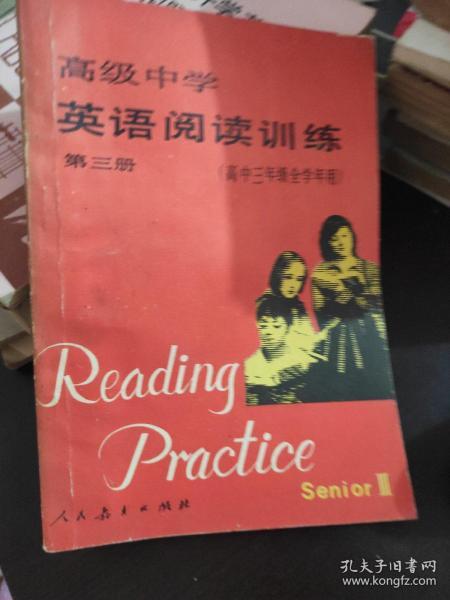 高级中学
英语阅读训练
第三册
(高中三年级全学年用)
Reading
Practice
Senior III
人民教育出版社
孔夫子旧书网
www.kongfz.com